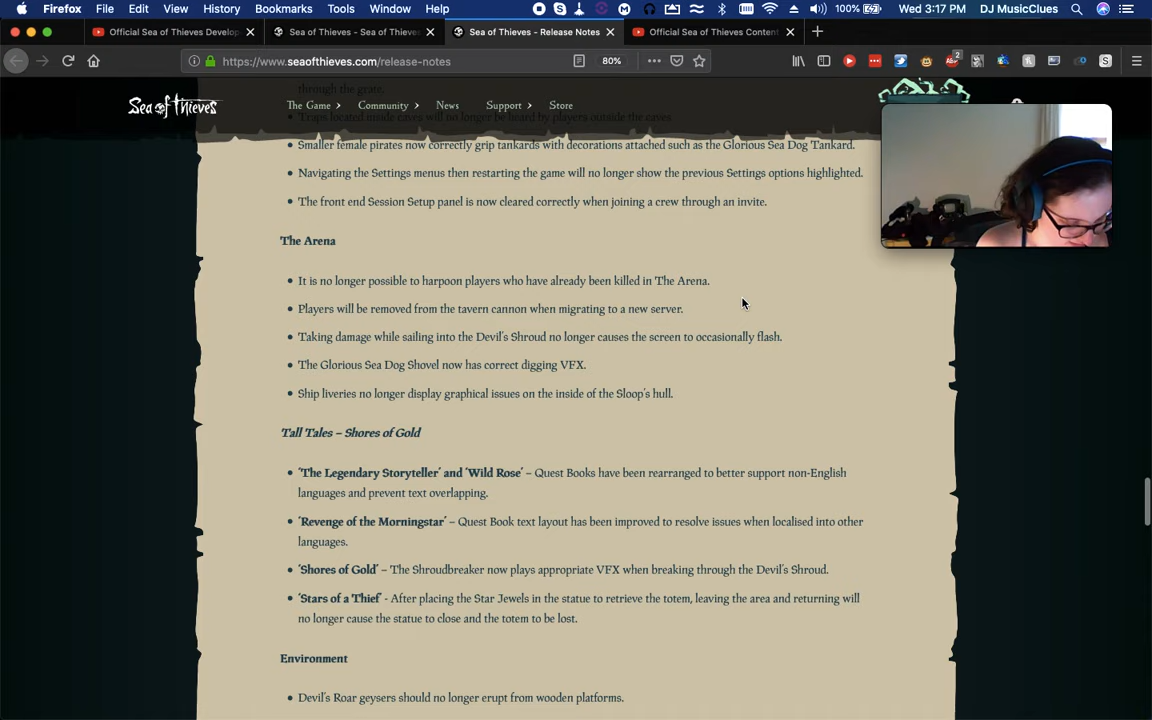 Firefox File Edit View History Bookmarks Tools Window Help 100% Wed 3:17 PM DJ MusicClues
Official Sea of Thieves Develop Sea of Thieves - Sea of Thieve Sea of Thieves - Release Notes Official Sea of Thieves Content
https://www.seaofthieves.com/release-notes 80%
through the grate.
Sea of Thieves The Game Community News Support Store
Traps located inside caves will no longer be heard by players outside the caves
• Smaller female pirates now correctly grip tankards with decorations attached such as the Glorious Sea Dog Tankard.
• Navigating the Settings menus then restarting the game will no longer show the previous Settings options highlighted.
• The front end Session Setup panel is now cleared correctly when joining a crew through an invite.
The Arena
• It is no longer possible to harpoon players who have already been killed in The Arena.
• Players will be removed from the tavern cannon when migrating to a new server.
• Taking damage while sailing into the Devil's Shroud no longer causes the screen to occasionally flash.
• The Glorious Sea Dog Shovel now has correct digging VFX.
• Ship liveries no longer display graphical issues on the inside of the Sloop's hull.
Tall Tales – Shores of Gold
• 'The Legendary Storyteller' and 'Wild Rose' – Quest Books have been rearranged to better support non-English
languages and prevent text overlapping.
• 'Revenge of the Morningstar' – Quest Book text layout has been improved to resolve issues when localised into other
languages.
• 'Shores of Gold' – The Shroudbreaker now plays appropriate VFX when breaking through the Devil's Shroud.
• 'Stars of a Thief' - After placing the Star Jewels in the statue to retrieve the totem, leaving the area and returning will
no longer cause the statue to close and the totem to be lost.
Environment
• Devil's Roar geysers should no longer erupt from wooden platforms.